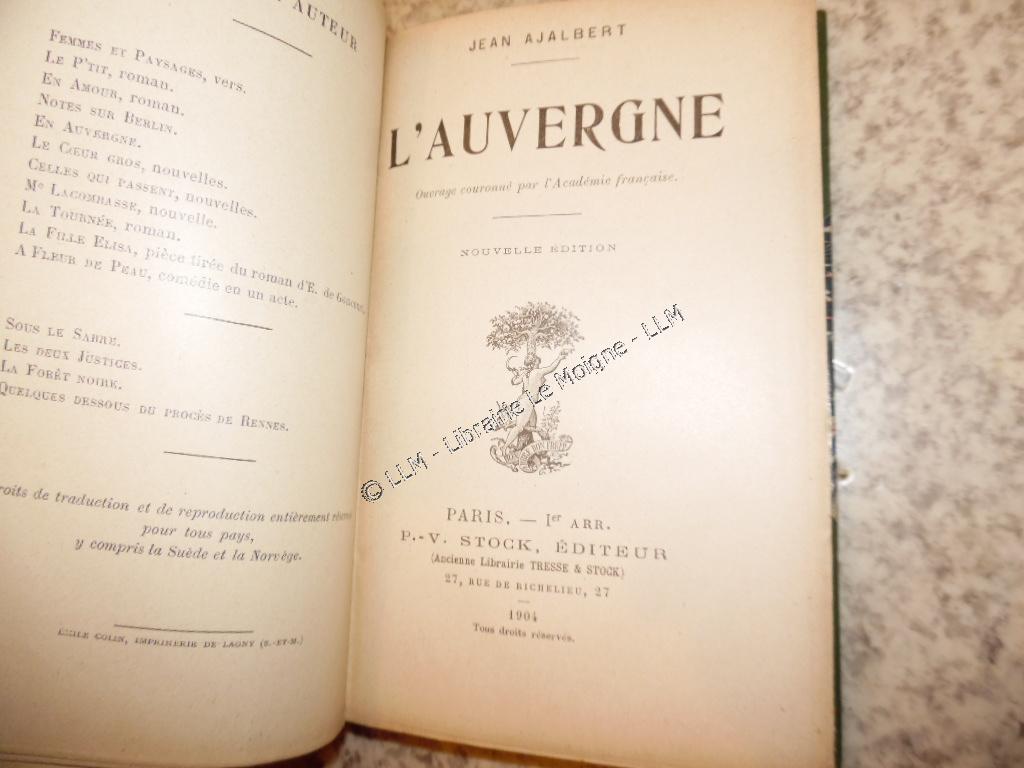 AUTEUR
FEMMES ET PAYSAGES, vers.
LE P'TIT, roman.
EN AMOUR, roman.
NOTES SUR BERLIN.
EN AUVERGNE.
LE CŒUR GROS, nouvelles.
CELLES QUI PASSENT, nouvelles.
Me LACOMBASSE, nouvelle.
LA TOURNÉE, roman.
LA FILLE ELISA, pièce tirée du roman d'E. de Goncourt.
A FLEUR DE PEAU, comédie en un acte.
SOUS LE SABRE.
LES DEUX JUSTICES.
LA FORÊT NOIRE.
QUELQUES DESSOUS DU PROCÈS DE RENNES.
roits de traduction et de reproduction entièrement
pour tous pays,
y compris la Suède et la Norvège.
ÉMILE COLIN, IMPRIMERIE DE LAGNY (S.-ET-M.)
JEAN AJALBERT
L'AUVERGNE
Ouvrage couronné par l'Académie française.
NOUVELLE ÉDITION
© LLM - Librairie Le Moigne - LLM
PARIS. — Ier ARR.
P.-V. STOCK, ÉDITEUR
(Ancienne Librairie TRESSE & STOCK)
27, RUE DE RICHELIEU, 27
1904
Tous droits réservés.